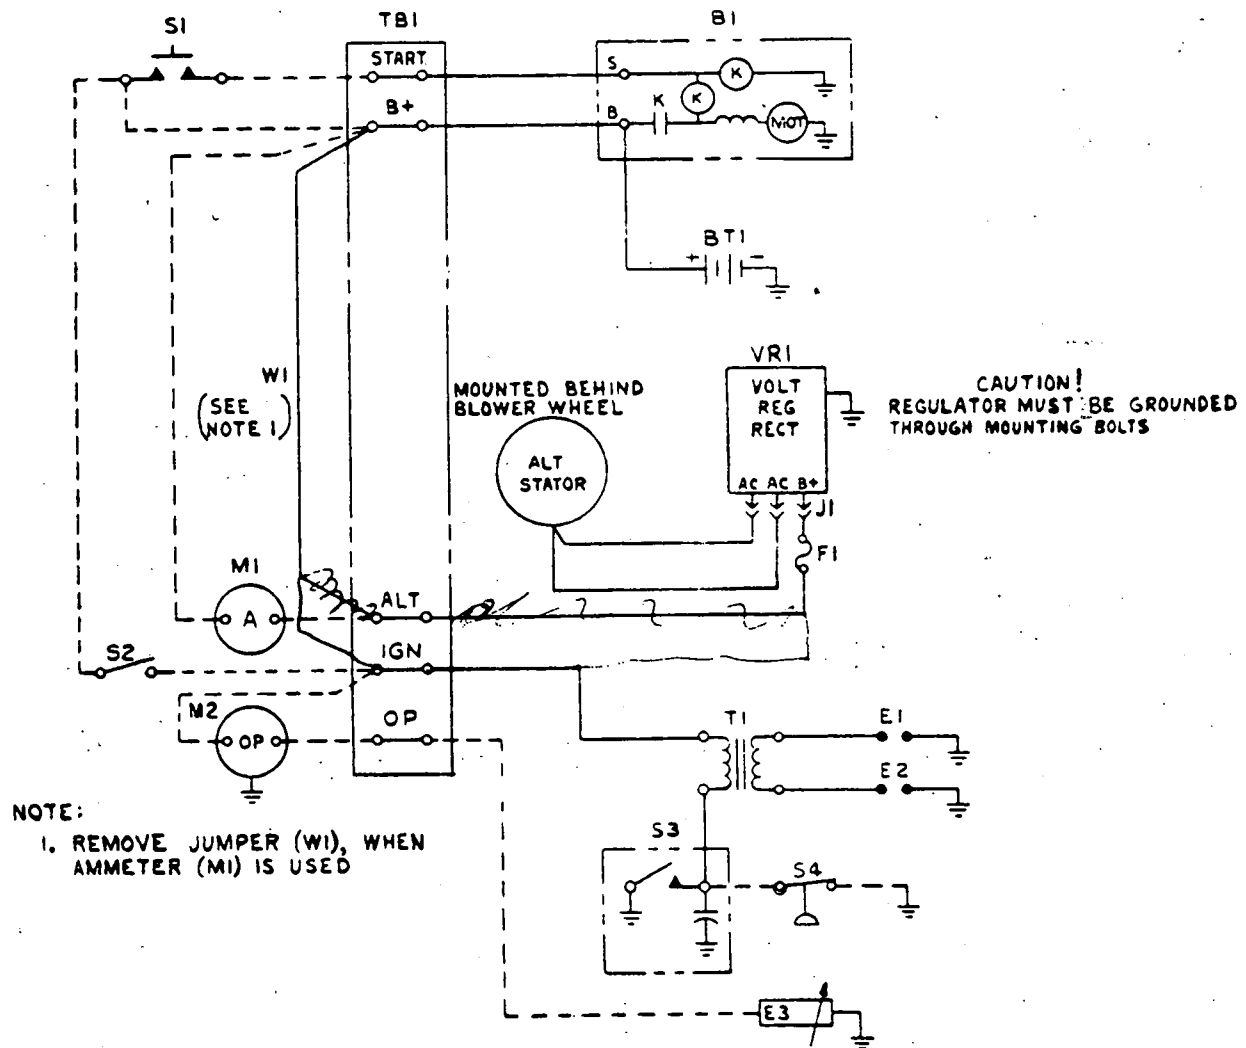 S1
TB1
B1
START
S
K
K
B+
B
K
MOT
BT1
+ −
W1
(SEE
NOTE 1)
MOUNTED BEHIND
BLOWER WHEEL
ALT
STATOR
VR1
VOLT
REG
RECT
AC AC B+
J1
F1
CAUTION!
REGULATOR MUST BE GROUNDED
THROUGH MOUNTING BOLTS
M1
A
ALT
S2
IGN
M2
OP
OP
T1
E1
E2
NOTE:
1. REMOVE JUMPER (W1), WHEN
AMMETER (M1) IS USED
S3
S4
E3